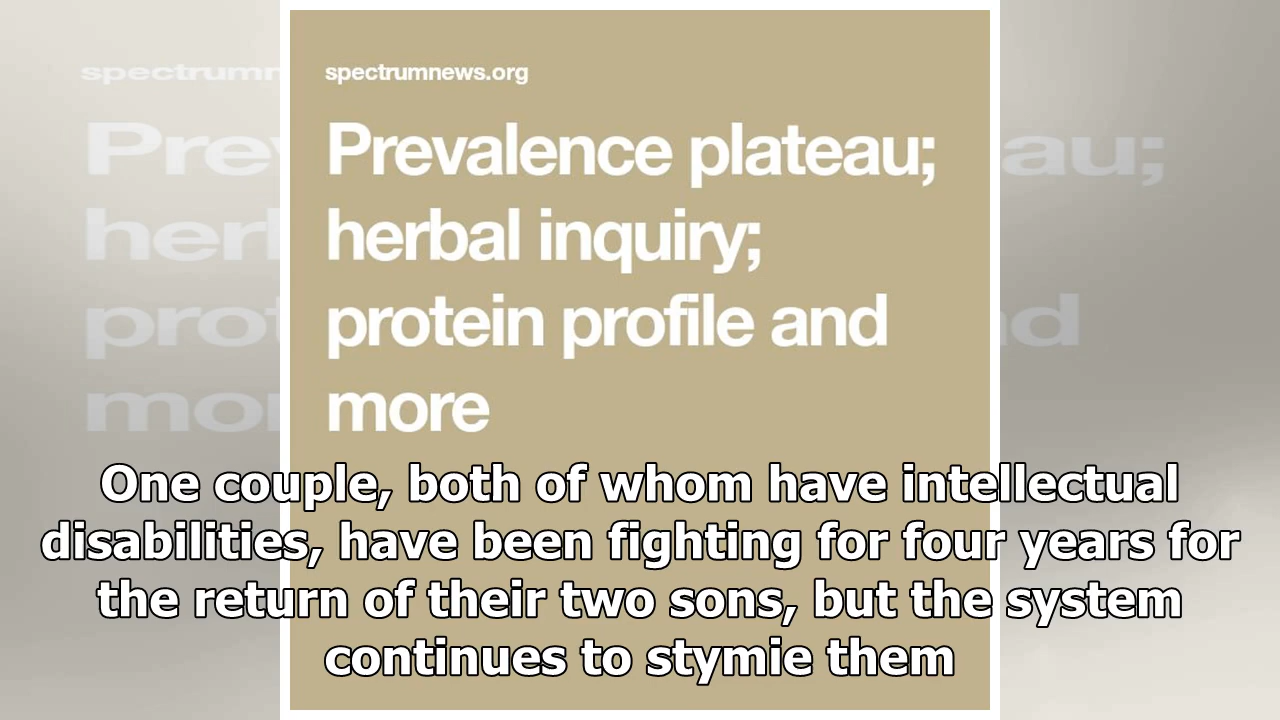 spectrumnews.org
Prevalence plateau;
herbal inquiry;
protein profile and
more
One couple, both of whom have intellectual
disabilities, have been fighting for four years for
the return of their two sons, but the system
continues to stymie them